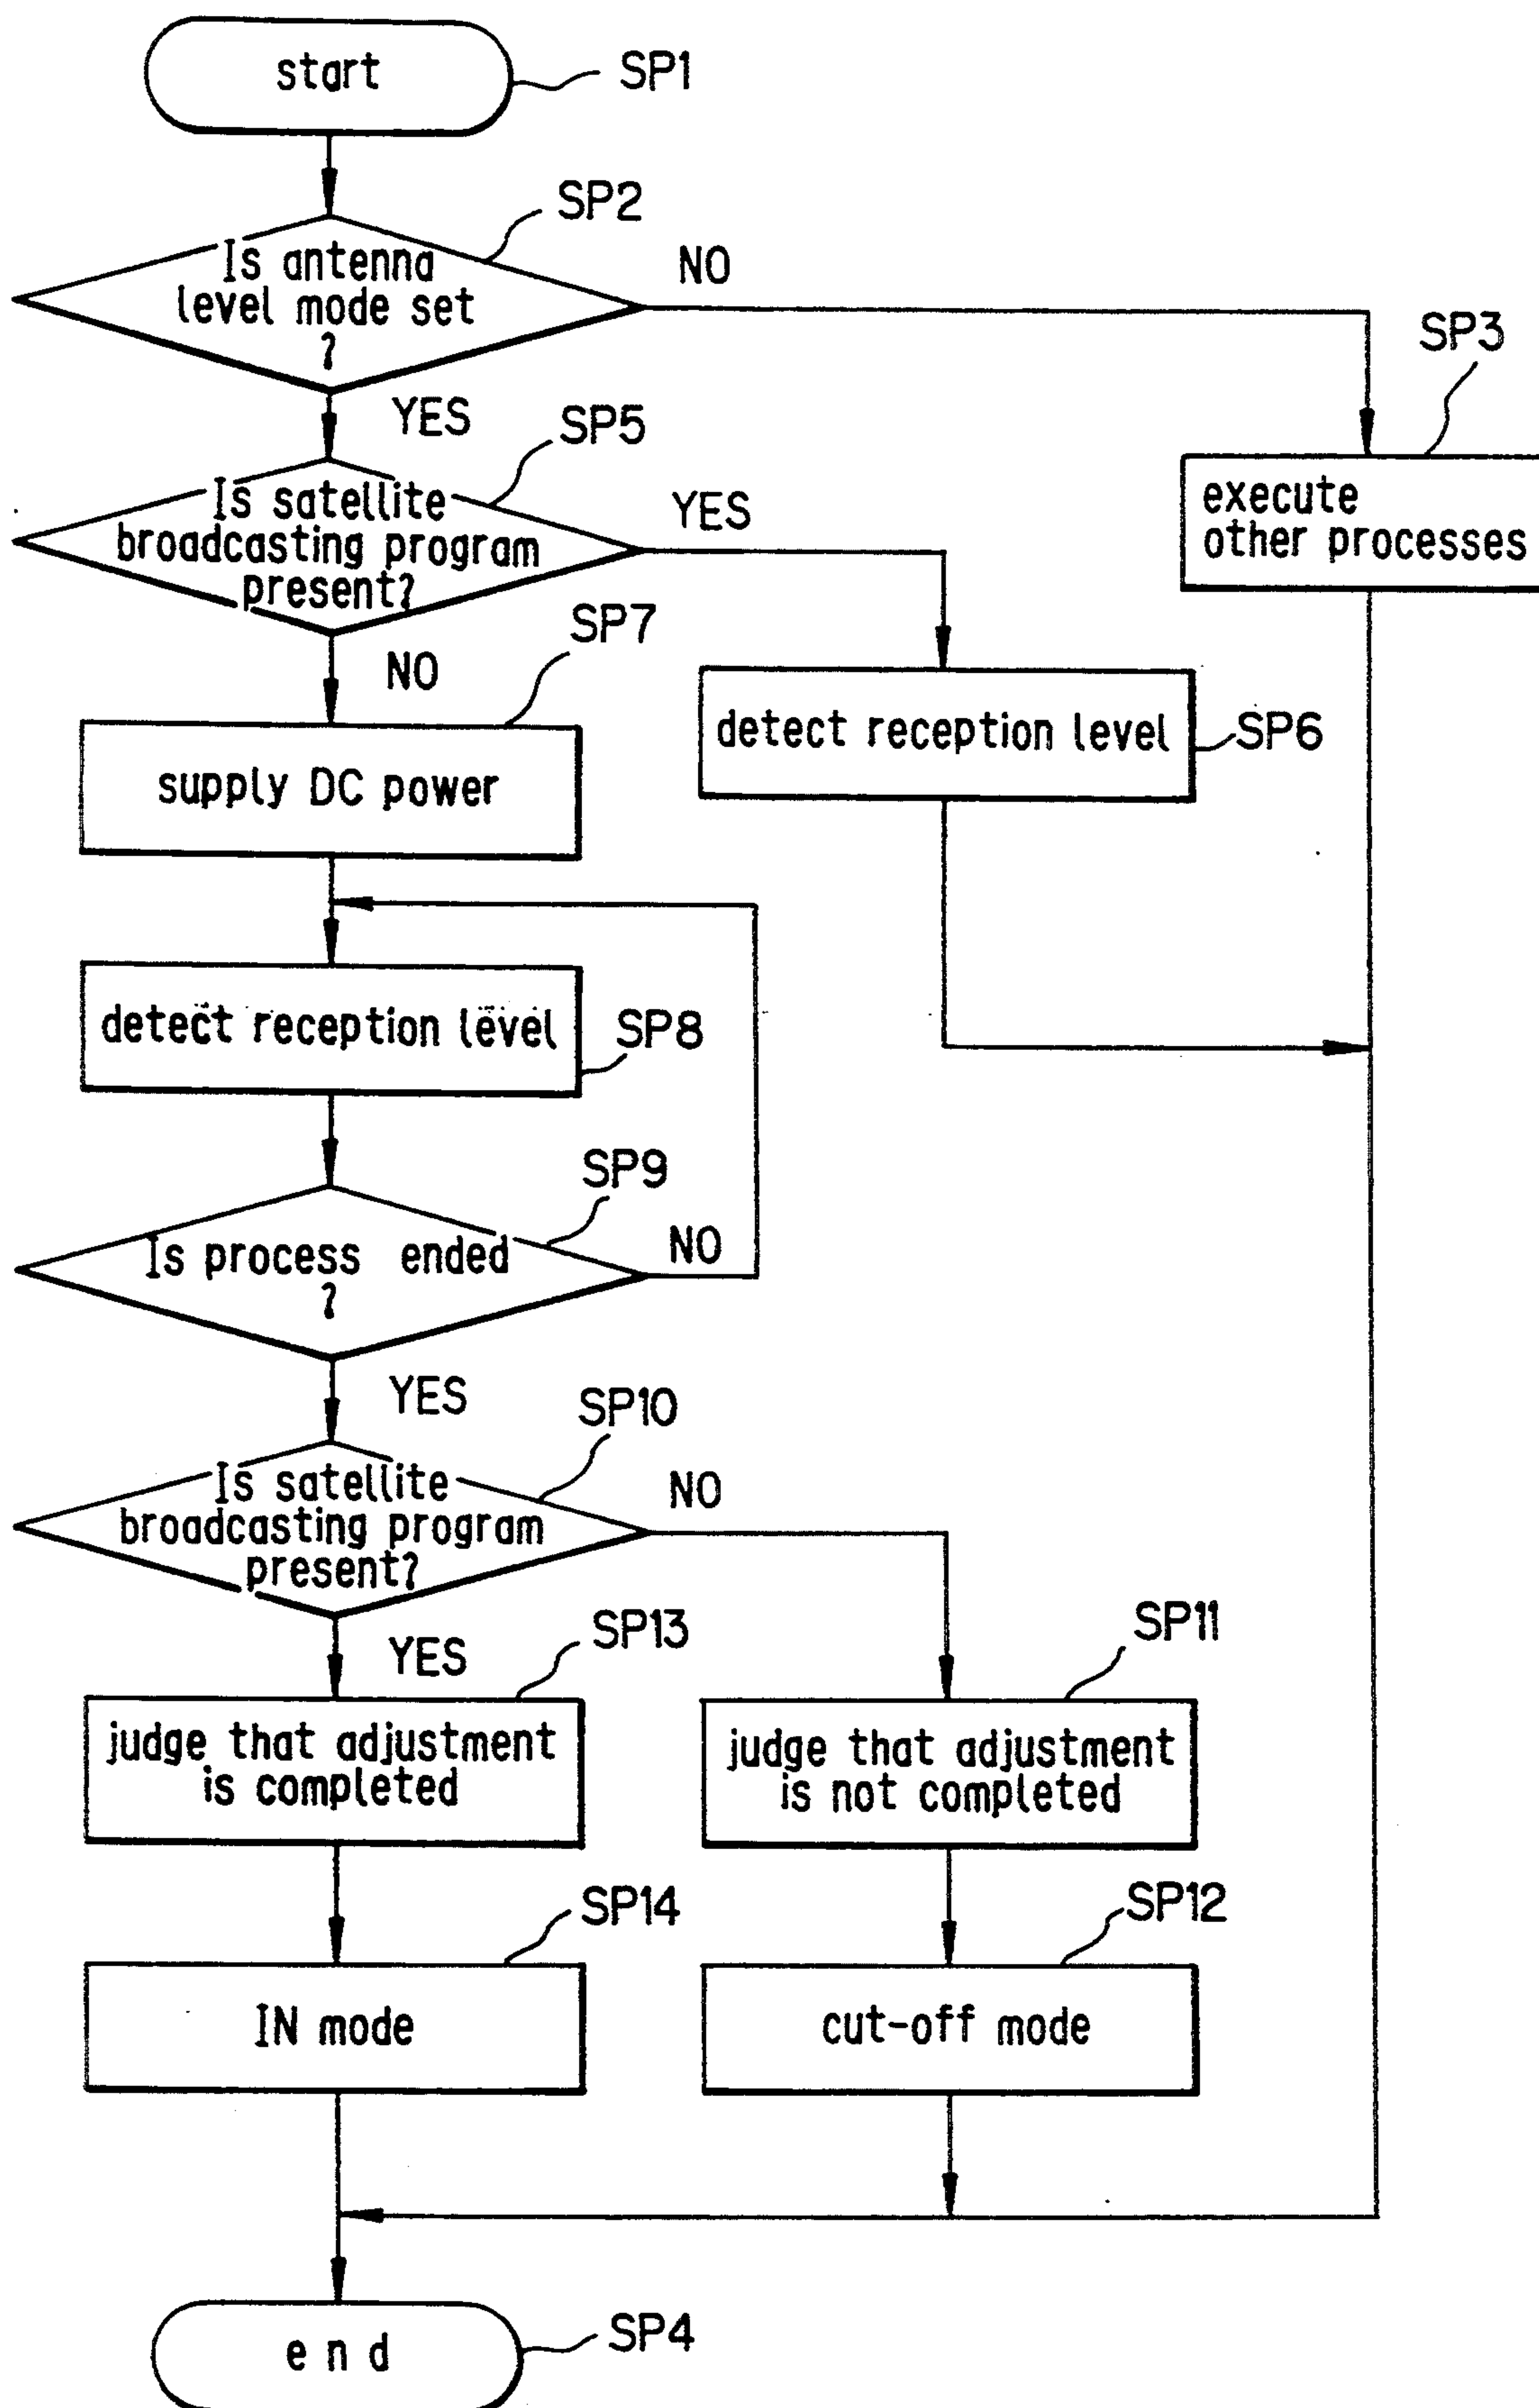 start
SP1
SP2
Is antenna
level mode set
?
NO
YES
SP3
execute
other processes
SP5
Is satellite
broadcasting program
present?
YES
NO
SP7
supply DC power
detect reception level
SP6
detect reception level
SP8
SP9
Is process ended
?
NO
YES
SP10
Is satellite
broadcasting program
present?
NO
YES
SP13
judge that adjustment
is completed
SP11
judge that adjustment
is not completed
SP14
IN mode
SP12
cut-off mode
end
SP4